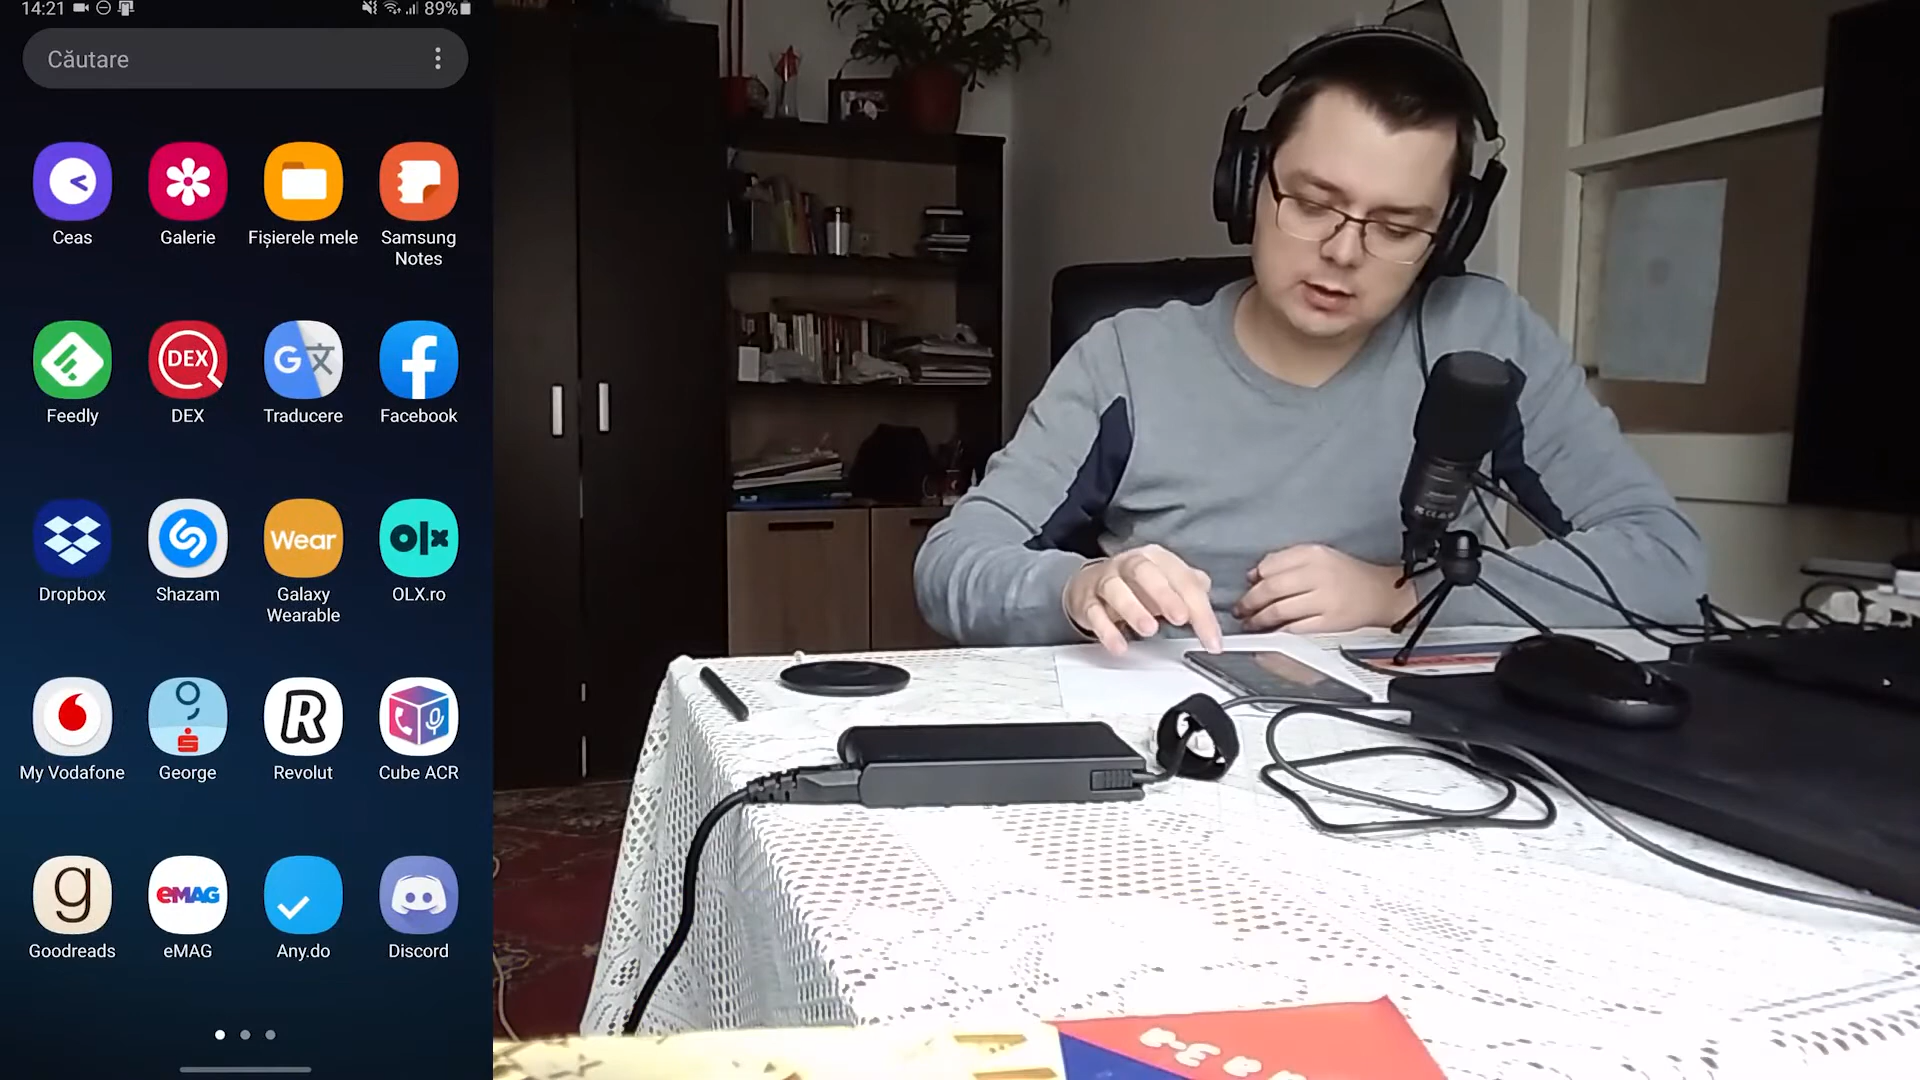 14:21 89%
Căutare
Ceas Galerie Fișierele mele Samsung
Notes
DEX
Feedly DEX Traducere Facebook
Wear olx
Dropbox Shazam Galaxy OLX.ro
Wearable
R
My Vodafone George Revolut Cube ACR
g eMAG
Goodreads eMAG Any.do Discord